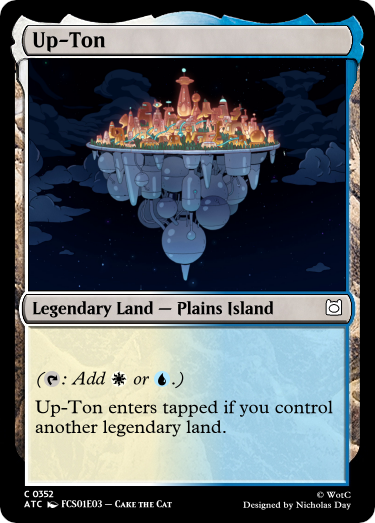 Up-Ton
Legendary Land — Plains Island
(: Add or .)
Up-Ton enters tapped if you control
another legendary land.
C 0352
ATC FCS01E03 – Cake the Cat
© WotC
Designed by Nicholas Day